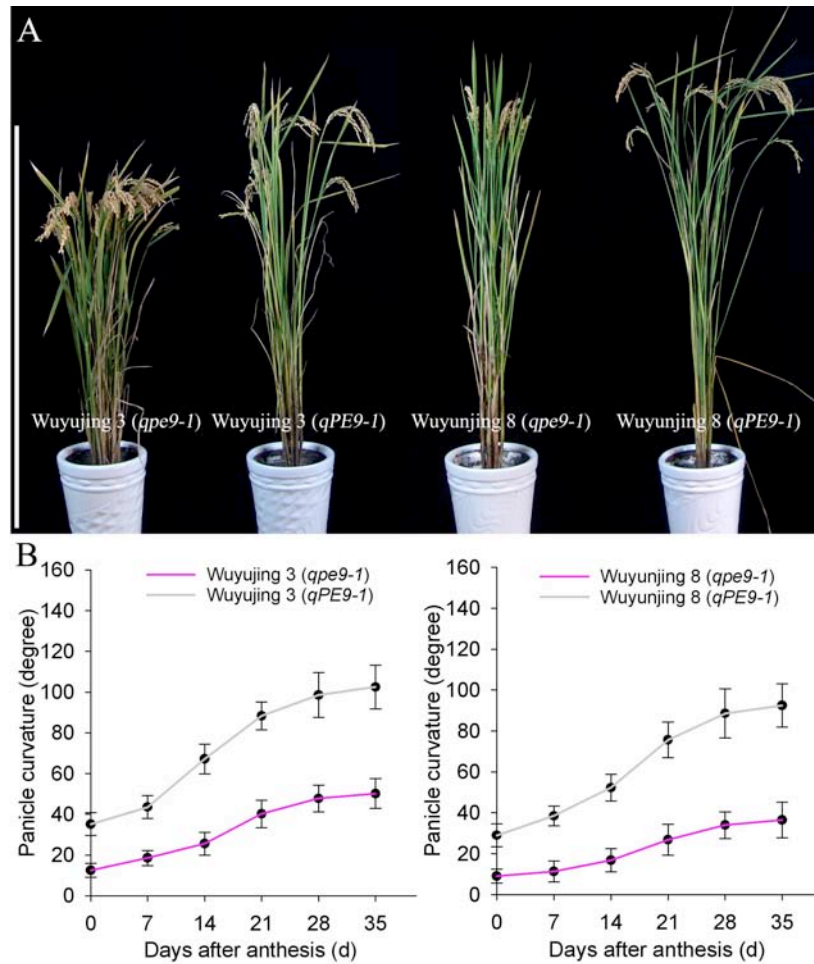 A
Wuyujing 3 (qpe9-1) Wuyujing 3 (qPE9-1) Wuyunjing 8 (qpe9-1) Wuyunjing 8 (qPE9-1)
B
Wuyujing 3 (qpe9-1)
Wuyujing 3 (qPE9-1)
Panicle curvature (degree)
160
140
120
100
80
60
40
20
0
0 7 14 21 28 35
Days after anthesis (d)
Wuyunjing 8 (qpe9-1)
Wuyunjing 8 (qPE9-1)
Panicle curvature (degree)
160
140
120
100
80
60
40
20
0
0 7 14 21 28 35
Days after anthesis (d)